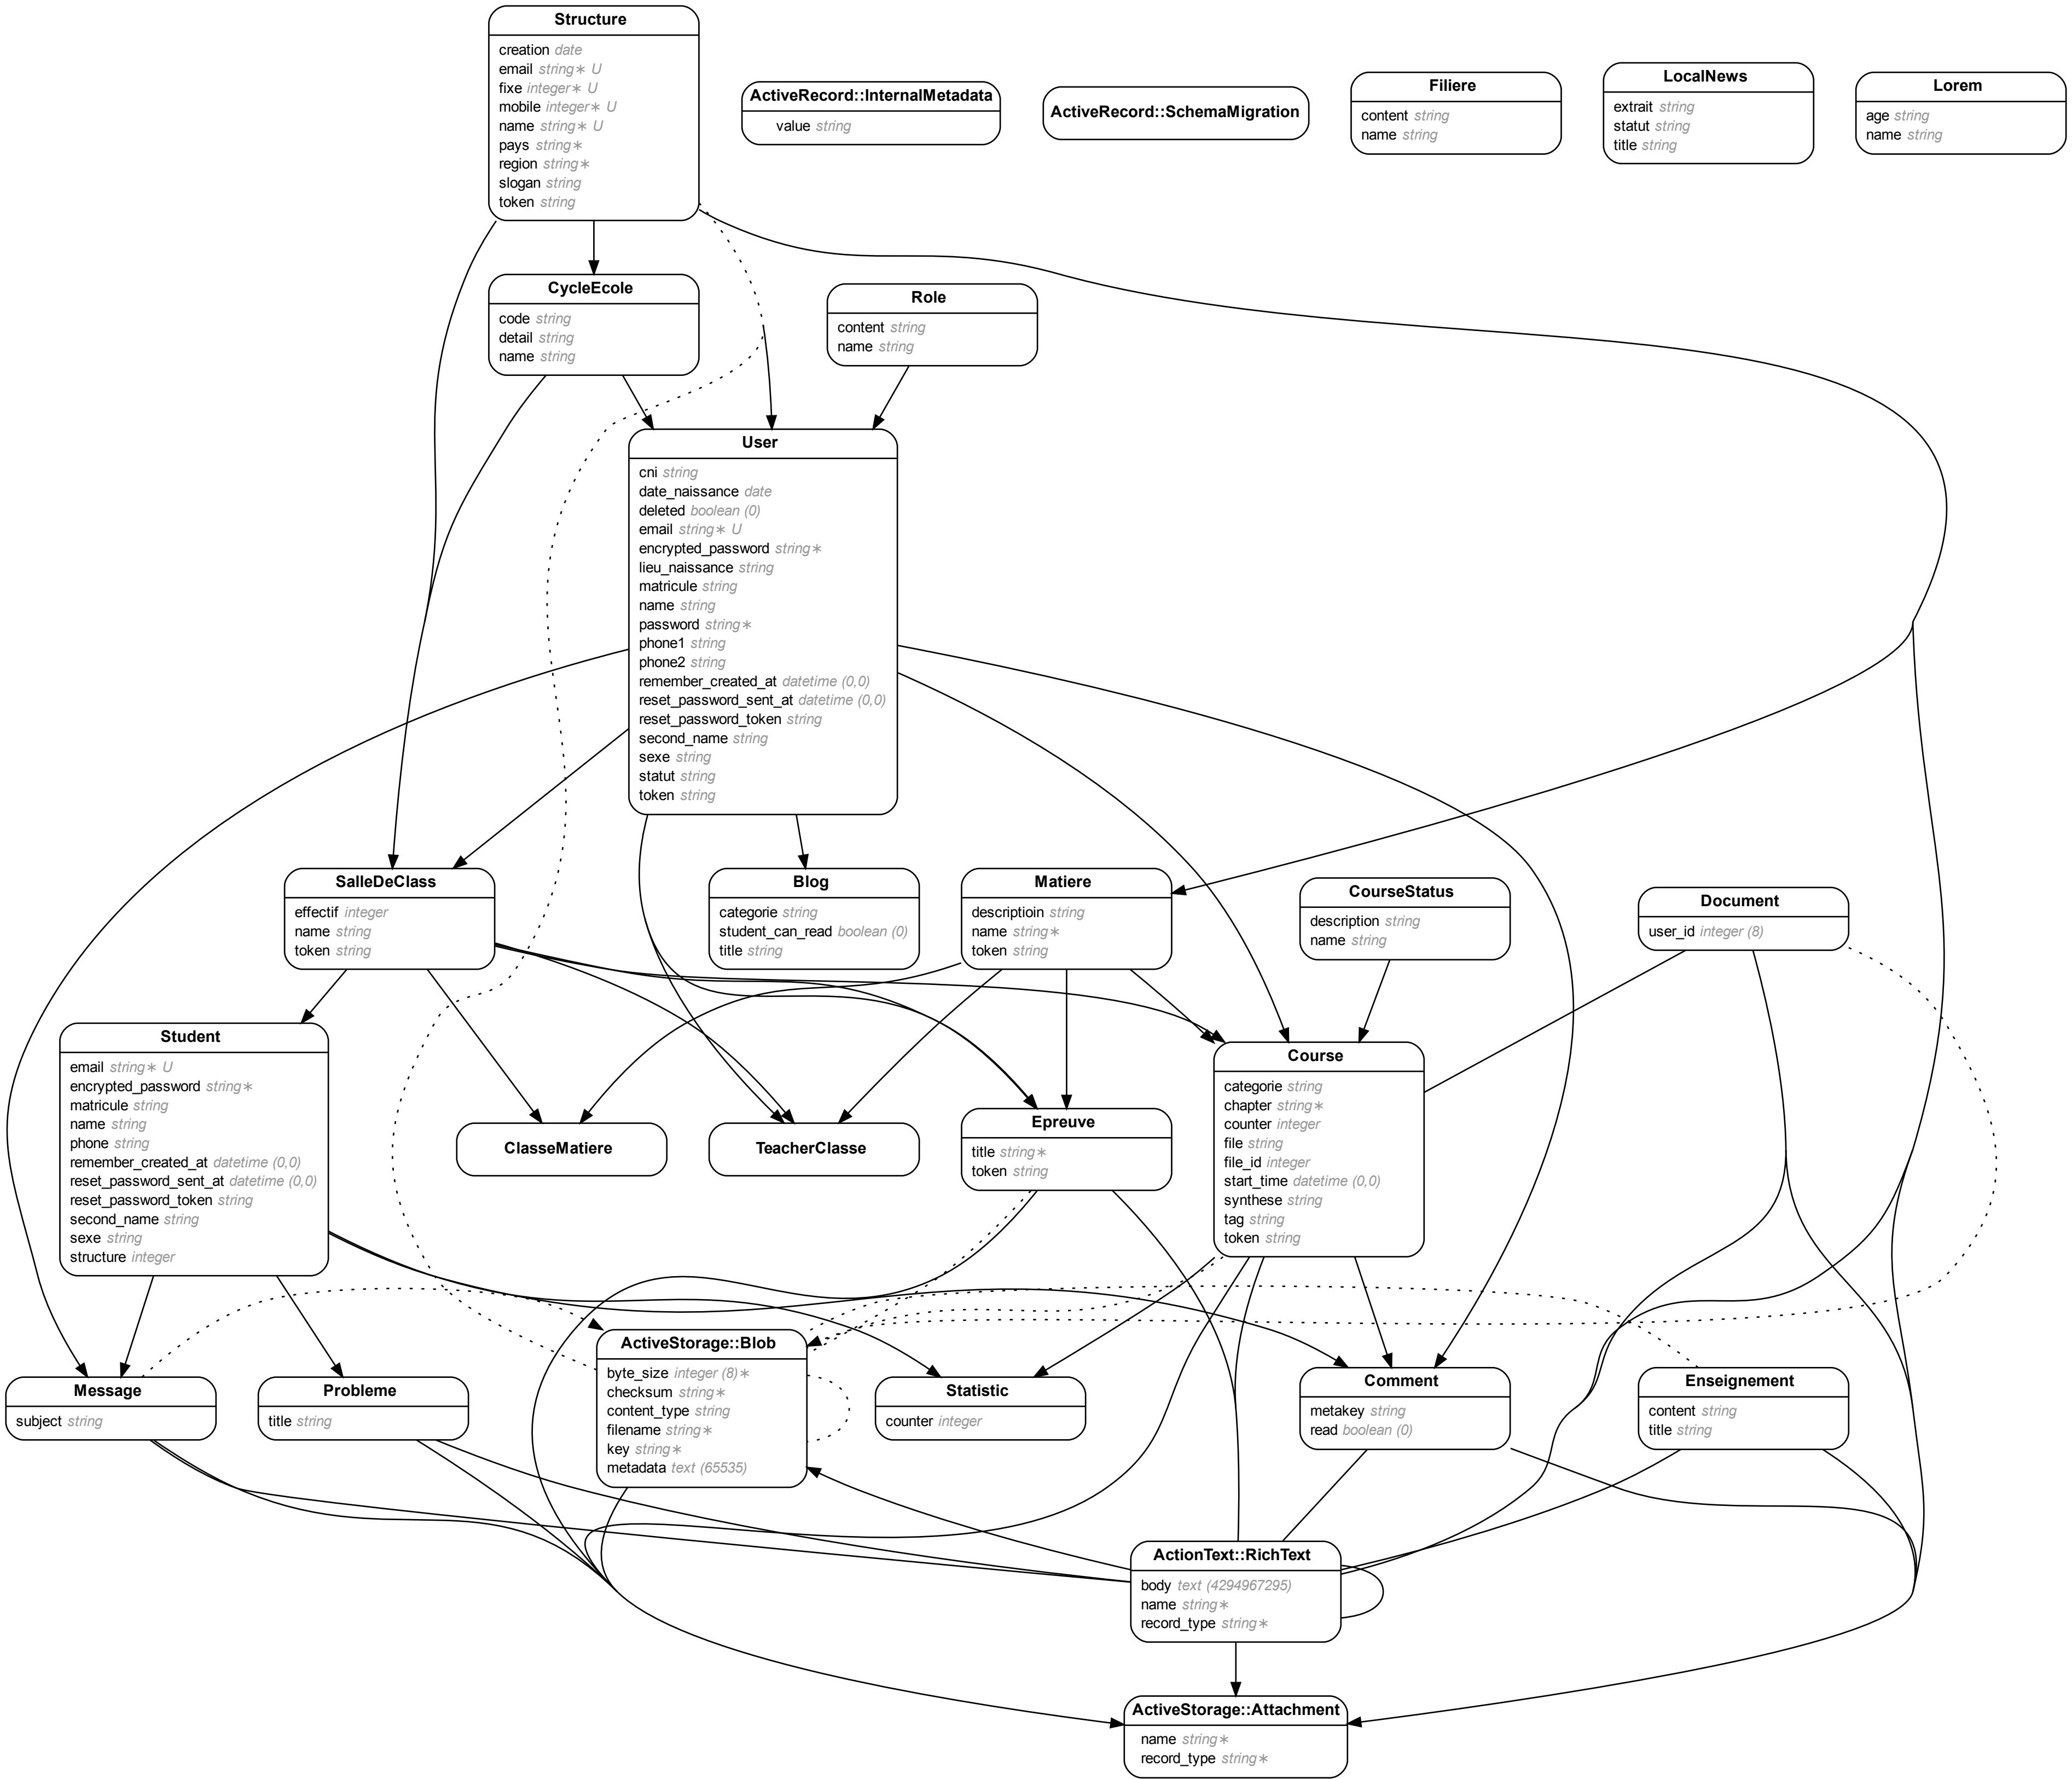 Structure
creation date
email string∗ U
fixe integer∗ U
mobile integer∗ U
name string∗ U
pays string∗
region string∗
slogan string
token string
ActiveRecord::InternalMetadata
value string
ActiveRecord::SchemaMigration
Filiere
content string
name string
LocalNews
extrait string
statut string
title string
Lorem
age string
name string
CycleEcole
code string
detail string
name string
Role
content string
name string
User
cni string
date_naissance date
deleted boolean (0)
email string∗ U
encrypted_password string∗
lieu_naissance string
matricule string
name string
password string∗
phone1 string
phone2 string
remember_created_at datetime (0,0)
reset_password_sent_at datetime (0,0)
reset_password_token string
second_name string
sexe string
statut string
token string
SalleDeClass
effectif integer
name string
token string
Blog
categorie string
student_can_read boolean (0)
title string
Matiere
descriptioin string
name string∗
token string
CourseStatus
description string
name string
Document
user_id integer (8)
Student
email string∗ U
encrypted_password string∗
matricule string
name string
phone string
remember_created_at datetime (0,0)
reset_password_sent_at datetime (0,0)
reset_password_token string
second_name string
sexe string
structure integer
ClasseMatiere
TeacherClasse
Epreuve
title string∗
token string
Course
categorie string
chapter string∗
counter integer
file string
file_id integer
start_time datetime (0,0)
synthese string
tag string
token string
Message
subject string
Probleme
title string
ActiveStorage::Blob
byte_size integer (8)∗
checksum string∗
content_type string
filename string∗
key string∗
metadata text (65535)
Statistic
counter integer
Comment
metakey string
read boolean (0)
Enseignement
content string
title string
ActionText::RichText
body text (4294967295)
name string∗
record_type string∗
ActiveStorage::Attachment
name string∗
record_type string∗